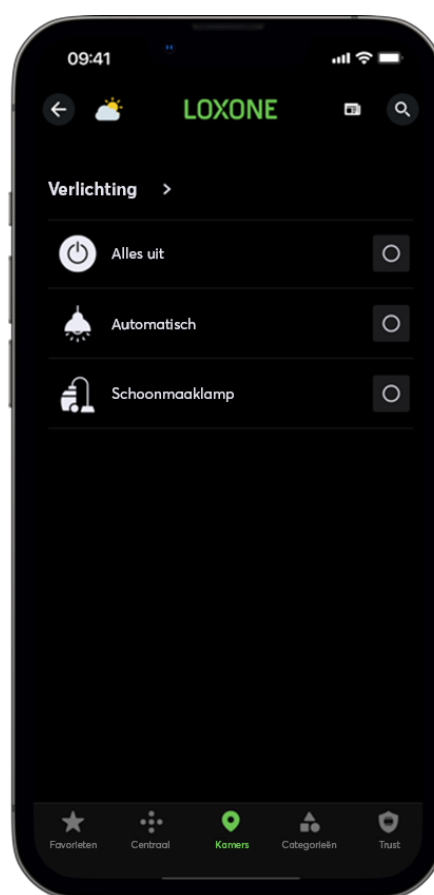 09:41
LOXONE
Verlichting
Alles uit
Automatisch
Schoonmaaklamp
Favorieten Centraal Kamers Categorieën Trust